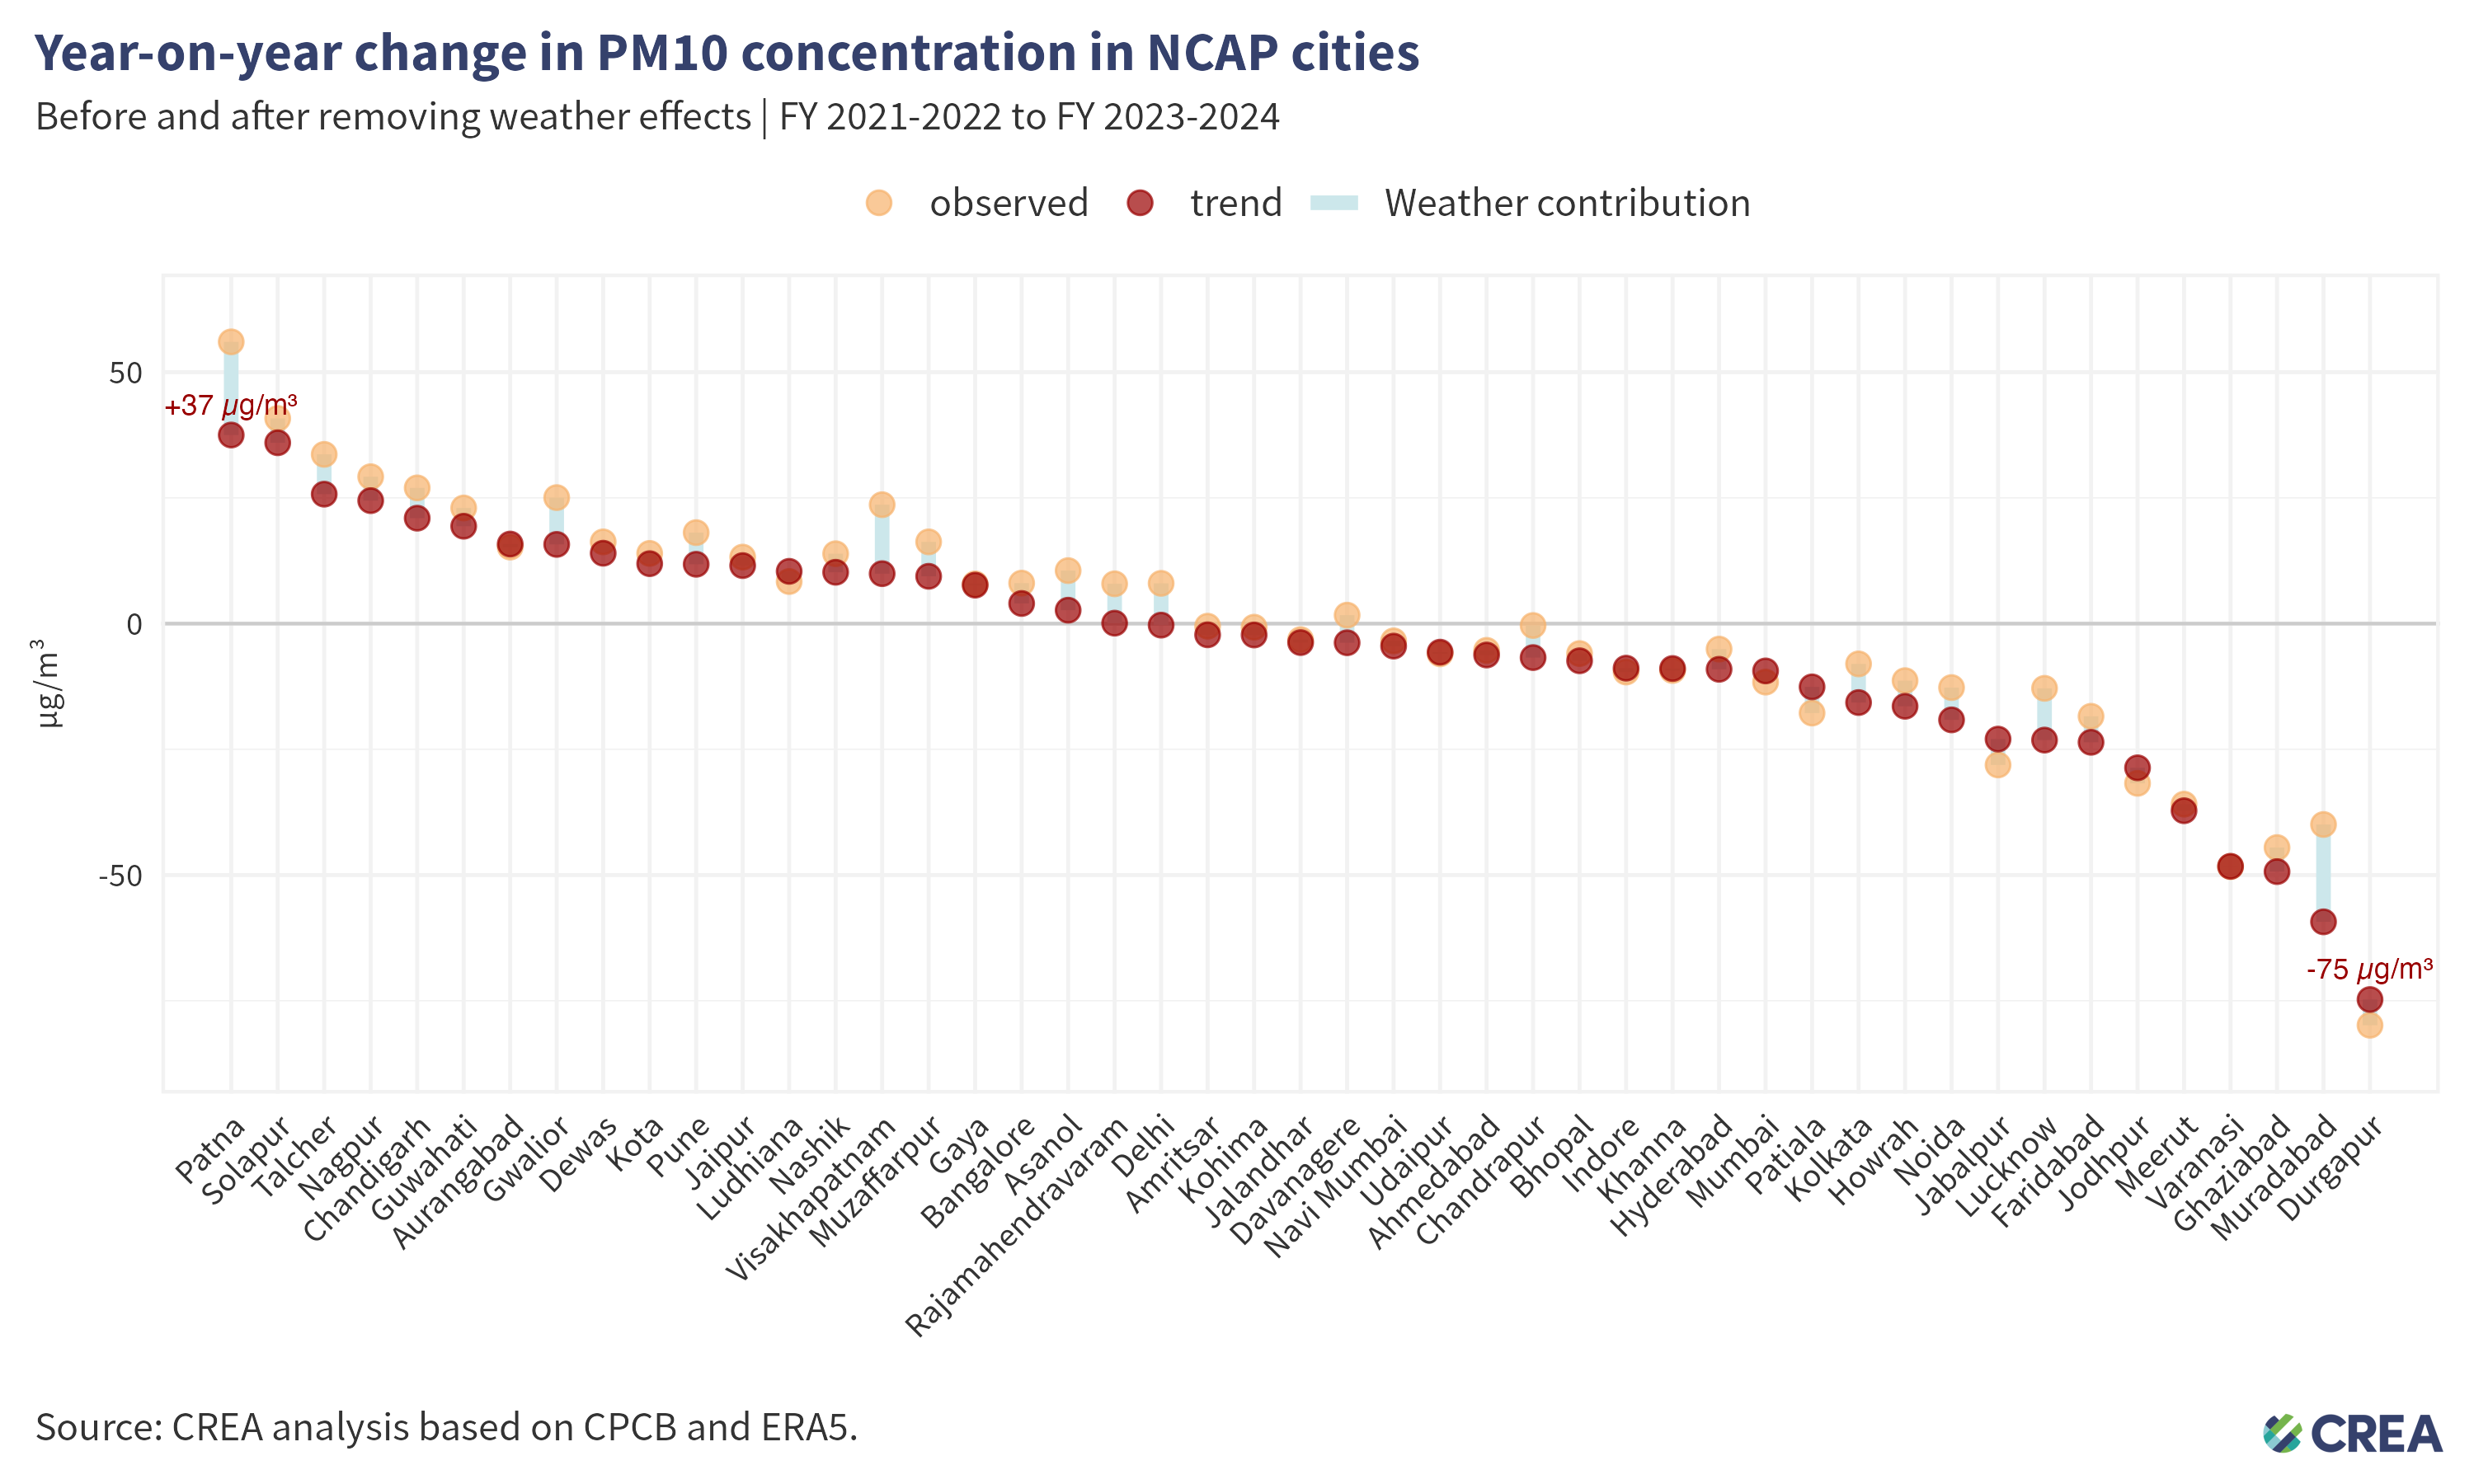 Year-on-year change in PM10 concentration in NCAP cities
Before and after removing weather effects | FY 2021-2022 to FY 2023-2024
observed
trend
Weather contribution
50
0
-50
µg/m³
+37 µg/m³
-75 µg/m³
Patna
Solapur
Talcher
Nagpur
Chandigarh
Guwahati
Aurangabad
Gwalior
Dewas
Kota
Pune
Jaipur
Ludhiana
Nashik
Visakhapatnam
Muzaffarpur
Gaya
Bangalore
Asanol
Rajamahendravaram
Delhi
Amritsar
Kohima
Jalandhar
Davanagere
Navi Mumbai
Udaipur
Ahmedabad
Chandrapur
Bhopal
Indore
Khanna
Hyderabad
Mumbai
Patiala
Kolkata
Howrah
Noida
Jabalpur
Lucknow
Faridabad
Jodhpur
Meerut
Varanasi
Ghaziabad
Muradabad
Durgapur
Source: CREA analysis based on CPCB and ERA5.
CREA